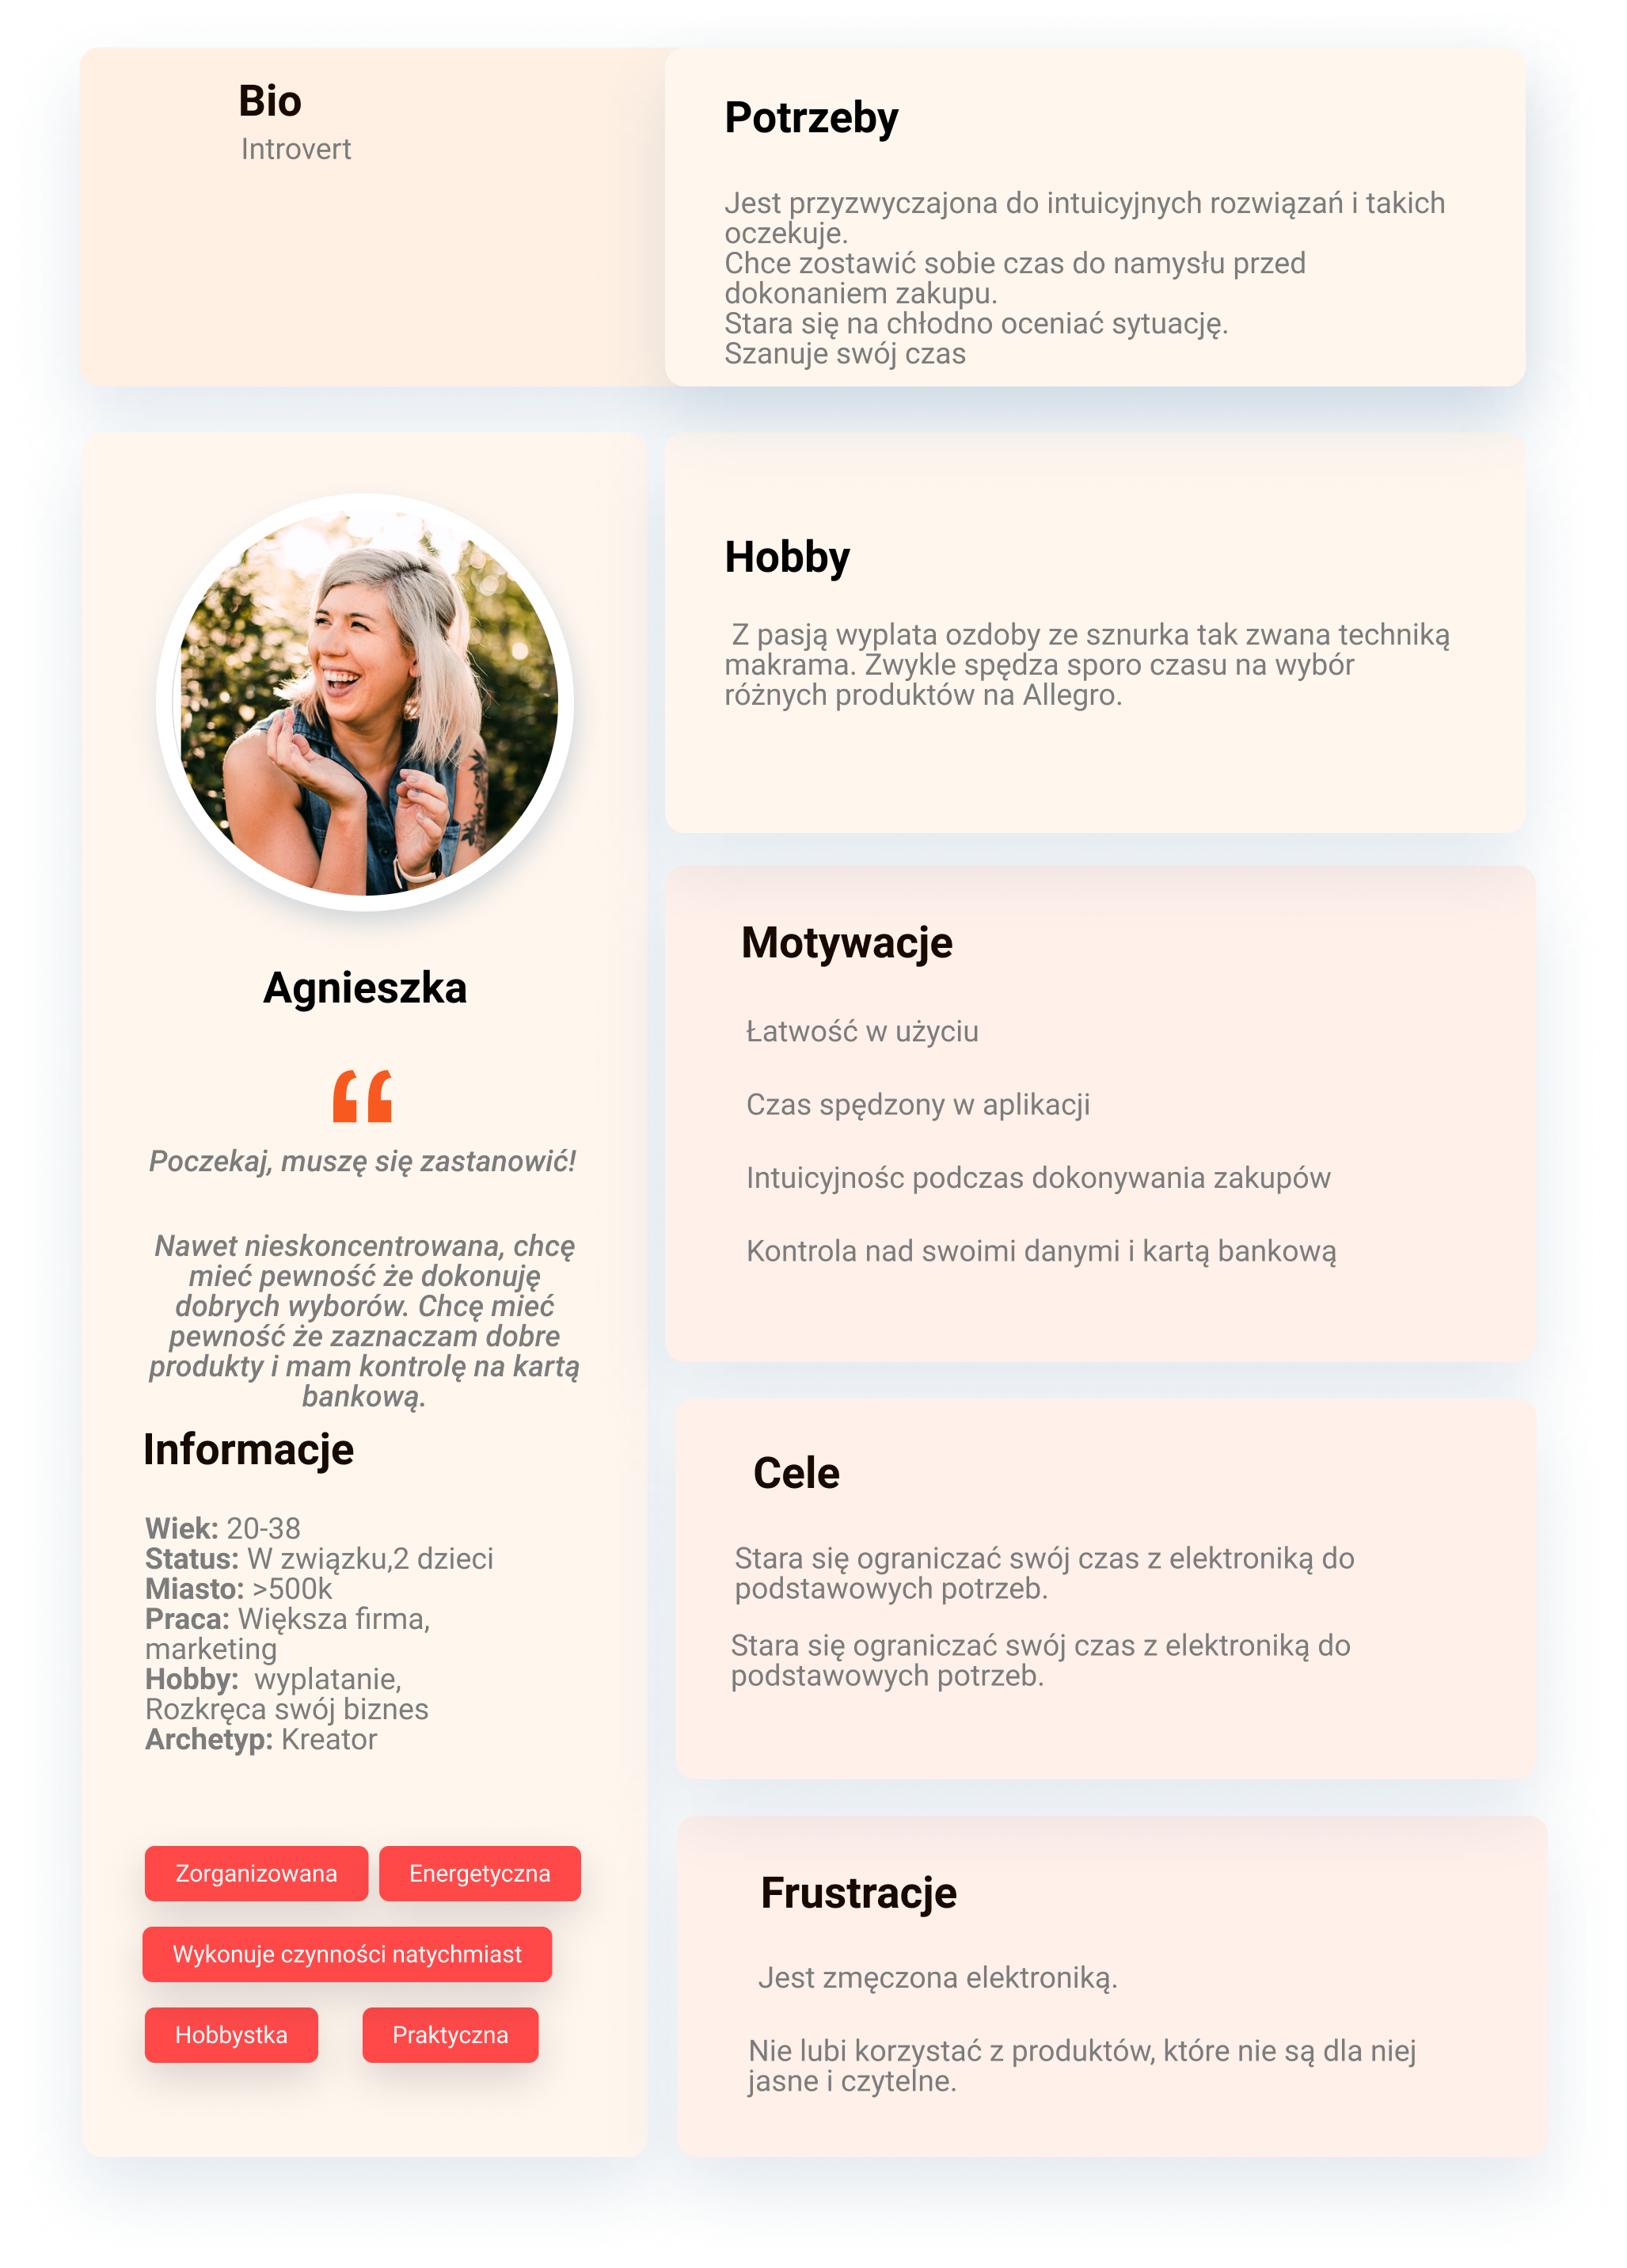 Bio
Introvert
Potrzeby
Jest przyzwyczajona do intuicyjnych rozwiązań i takich
oczekuje.
Chce zostawić sobie czas do namysłu przed
dokonaniem zakupu.
Stara się na chłodno oceniać sytuację.
Szanuje swój czas
Agnieszka
“
Poczekaj, muszę się zastanowić!
Nawet nieskoncentrowana, chcę
mieć pewność że dokonuję
dobrych wyborów. Chcę mieć
pewność że zaznaczam dobre
produkty i mam kontrolę na kartą
bankową.
Informacje
Wiek: 20-38
Status: W związku,2 dzieci
Miasto: >500k
Praca: Większa firma,
marketing
Hobby:  wyplatanie,
Rozkręca swój biznes
Archetyp: Kreator
Zorganizowana
Energetyczna
Wykonuje czynności natychmiast
Hobbystka
Praktyczna
Hobby
Z pasją wyplata ozdoby ze sznurka tak zwana techniką
makrama. Zwykle spędza sporo czasu na wybór
różnych produktów na Allegro.
Motywacje
Łatwość w użyciu
Czas spędzony w aplikacji
Intuicyjnośc podczas dokonywania zakupów
Kontrola nad swoimi danymi i kartą bankową
Cele
Stara się ograniczać swój czas z elektroniką do
podstawowych potrzeb.
Stara się ograniczać swój czas z elektroniką do
podstawowych potrzeb.
Frustracje
Jest zmęczona elektroniką.
Nie lubi korzystać z produktów, które nie są dla niej
jasne i czytelne.